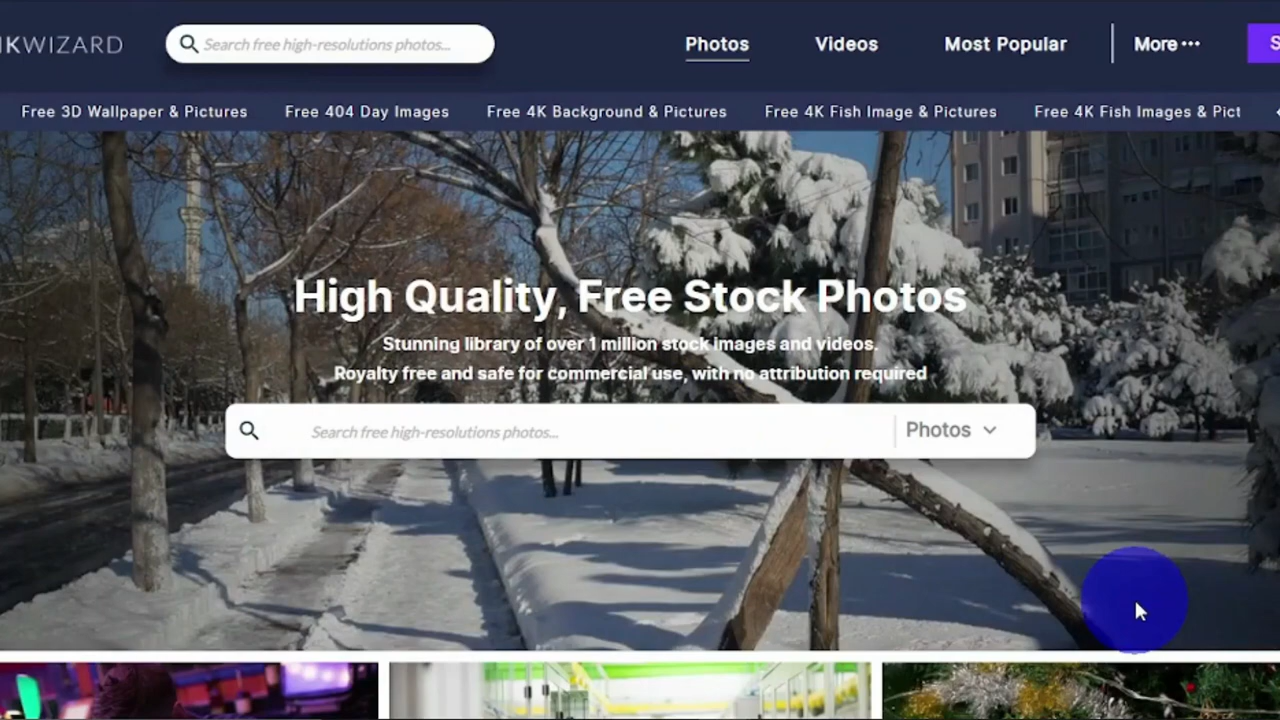 KWIZARD
Search free high-resolutions photos...
Photos
Videos
Most Popular
More
S
Free 3D Wallpaper & Pictures
Free 404 Day Images
Free 4K Background & Pictures
Free 4K Fish Image & Pictures
Free 4K Fish Images & Pict
High Quality, Free Stock Photos
Stunning library of over 1 million stock images and videos.
Royalty free and safe for commercial use, with no attribution required
Search free high-resolutions photos...
Photos